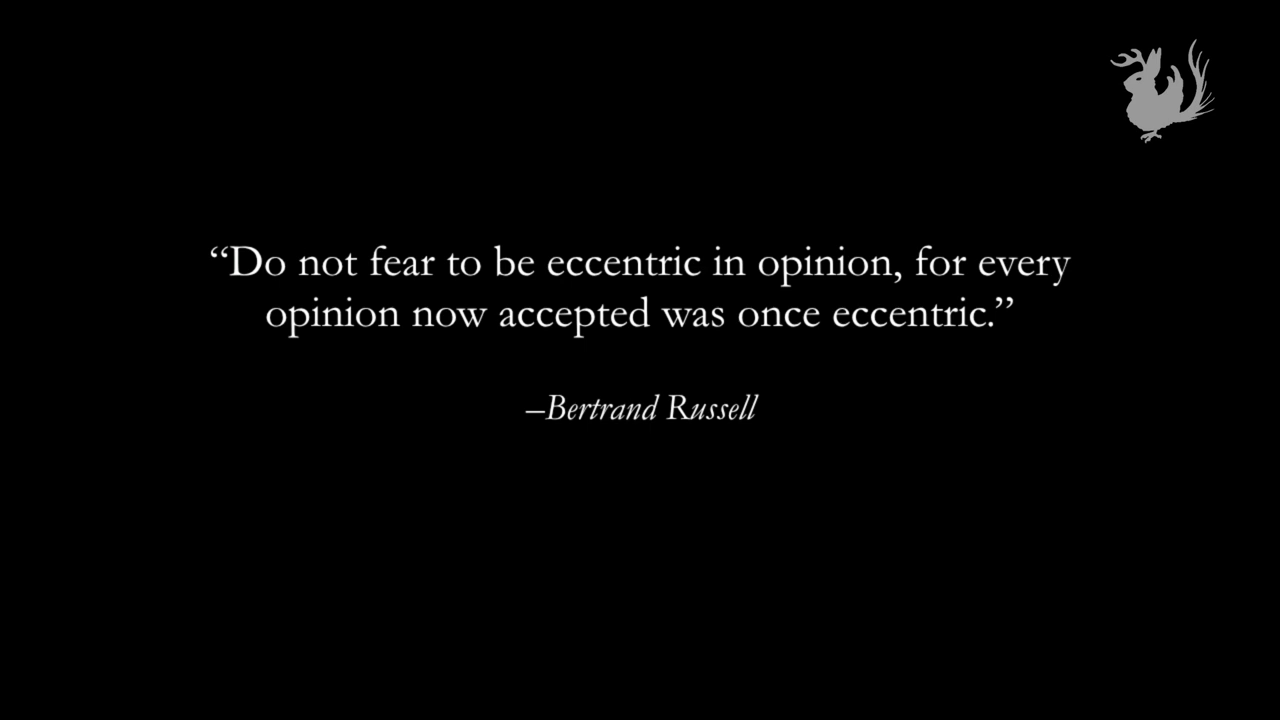 “Do not fear to be eccentric in opinion, for every
opinion now accepted was once eccentric.”
–Bertrand Russell